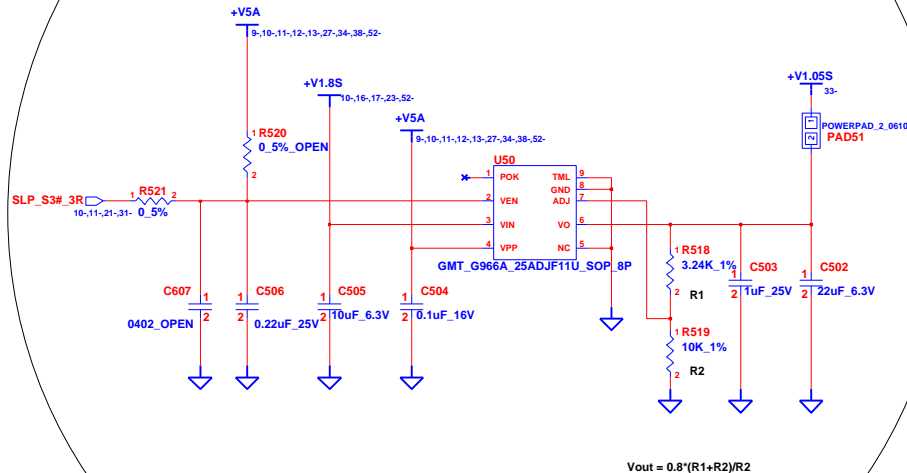 +V5A
9-,10-,11-,12-,13-,27-,34-,38-,52-
+V1.8S
10-,16-,17-,23-,52-
+V5A
9-,10-,11-,12-,13-,27-,34-,38-,52-
+V1.05S
33-
1
2
POWERPAD_2_0610
PAD51
1
R520
0_5%_OPEN
2
SLP_S3#_3R
10-,11-,21-,31-
1
R521
2
0_5%
U50
1
POK
TML
9
GND
8
2
VEN
ADJ
7
3
VIN
VO
6
4
VPP
NC
5
GMT_G966A_25ADJF11U_SOP_8P
1
R518
3.24K_1%
2
R1
C503
1
2
1uF_25V
C502
1
2
22uF_6.3V
C607
1
2
0402_OPEN
C506
1
2
0.22uF_25V
C505
1
2
10uF_6.3V
C504
1
2
0.1uF_16V
1
R519
10K_1%
2
R2
Vout = 0.8*(R1+R2)/R2